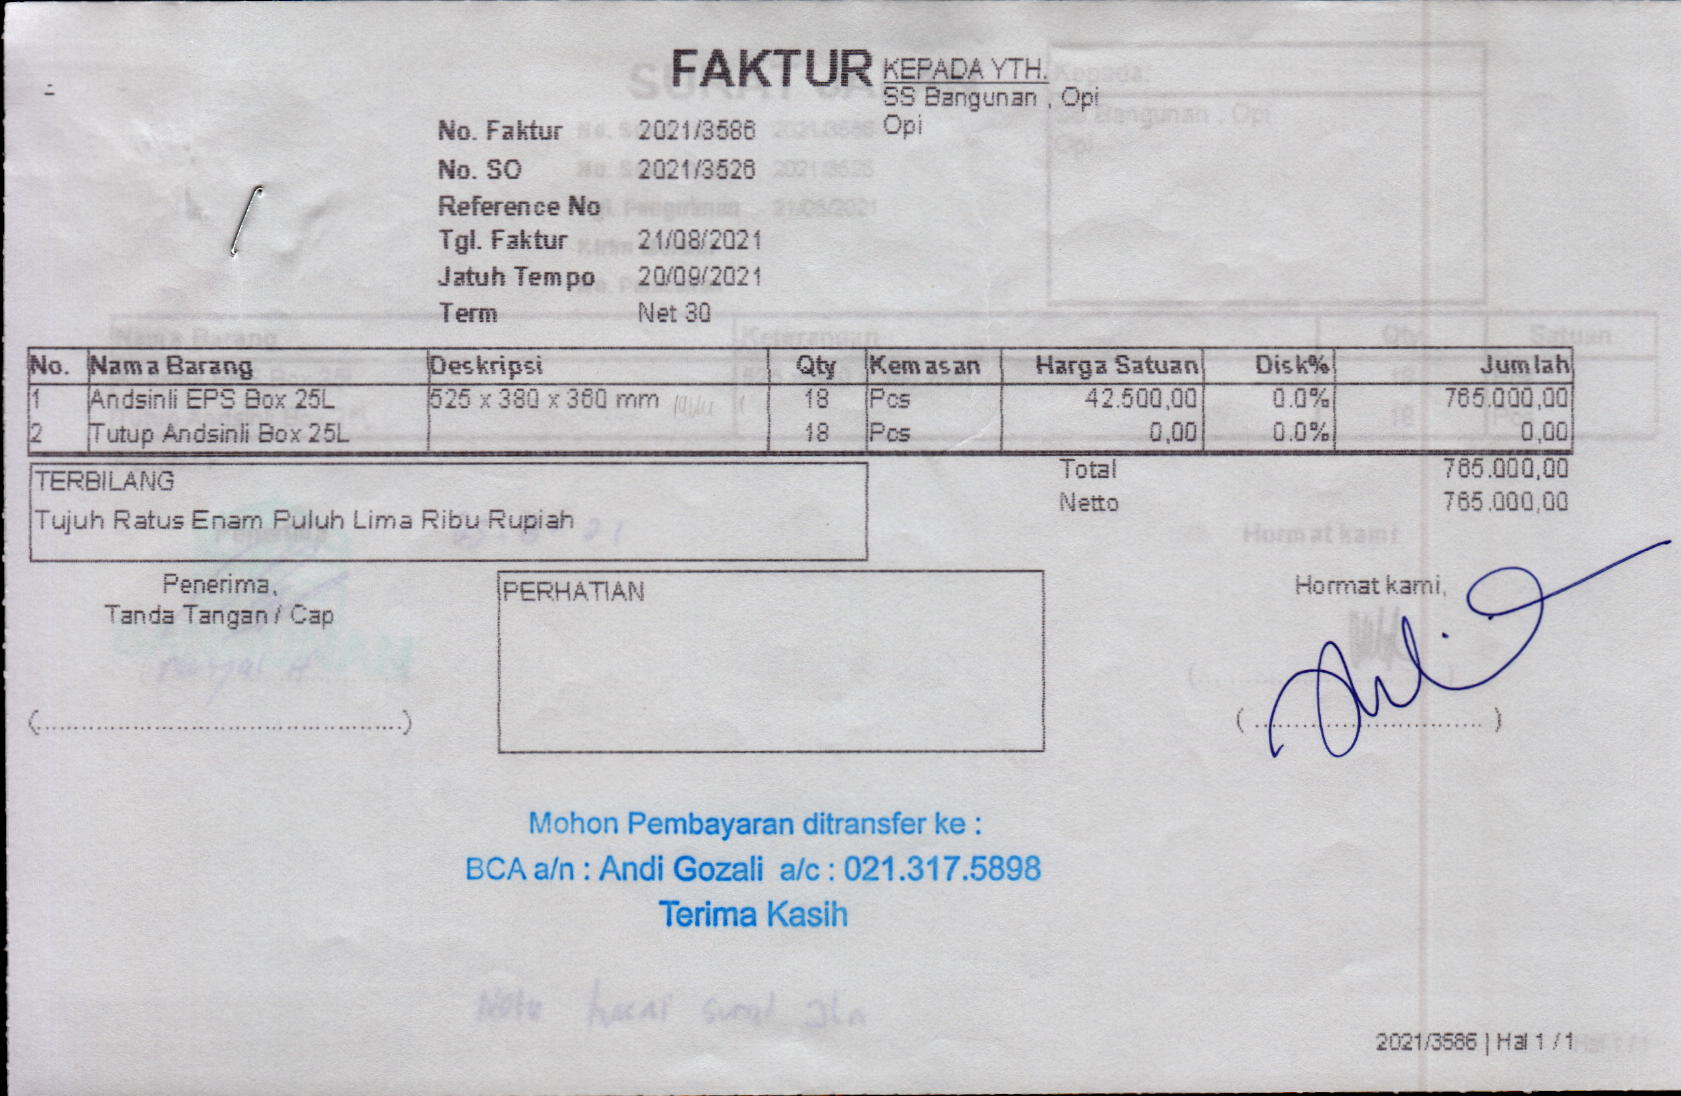 FAKTUR
KEPADA YTH.
SS Bangunan , Opi
Opi
No. Faktur 2021/3586
No. SO 2021/3526
Reference No
Tgl. Faktur 21/08/2021
Jatuh Tempo 20/09/2021
Term Net 30
No. Nama Barang Deskripsi Qty Kemasan Harga Satuan Disk% Jumlah
1 Andsinli EPS Box 25L 525 x 380 x 360 mm 18 Pcs 42.500,00 0.0% 765.000,00
2 Tutup Andsinli Box 25L 18 Pcs 0,00 0.0% 0,00
TERBILANG
Tujuh Ratus Enam Puluh Lima Ribu Rupiah
Total 765.000,00
Netto 765.000,00
Penerima,
Tanda Tangan / Cap
PERHATIAN
Hormat kami,
Mohon Pembayaran ditransfer ke :
BCA a/n : Andi Gozali a/c : 021.317.5898
Terima Kasih
2021/3586 | Hal 1 / 1